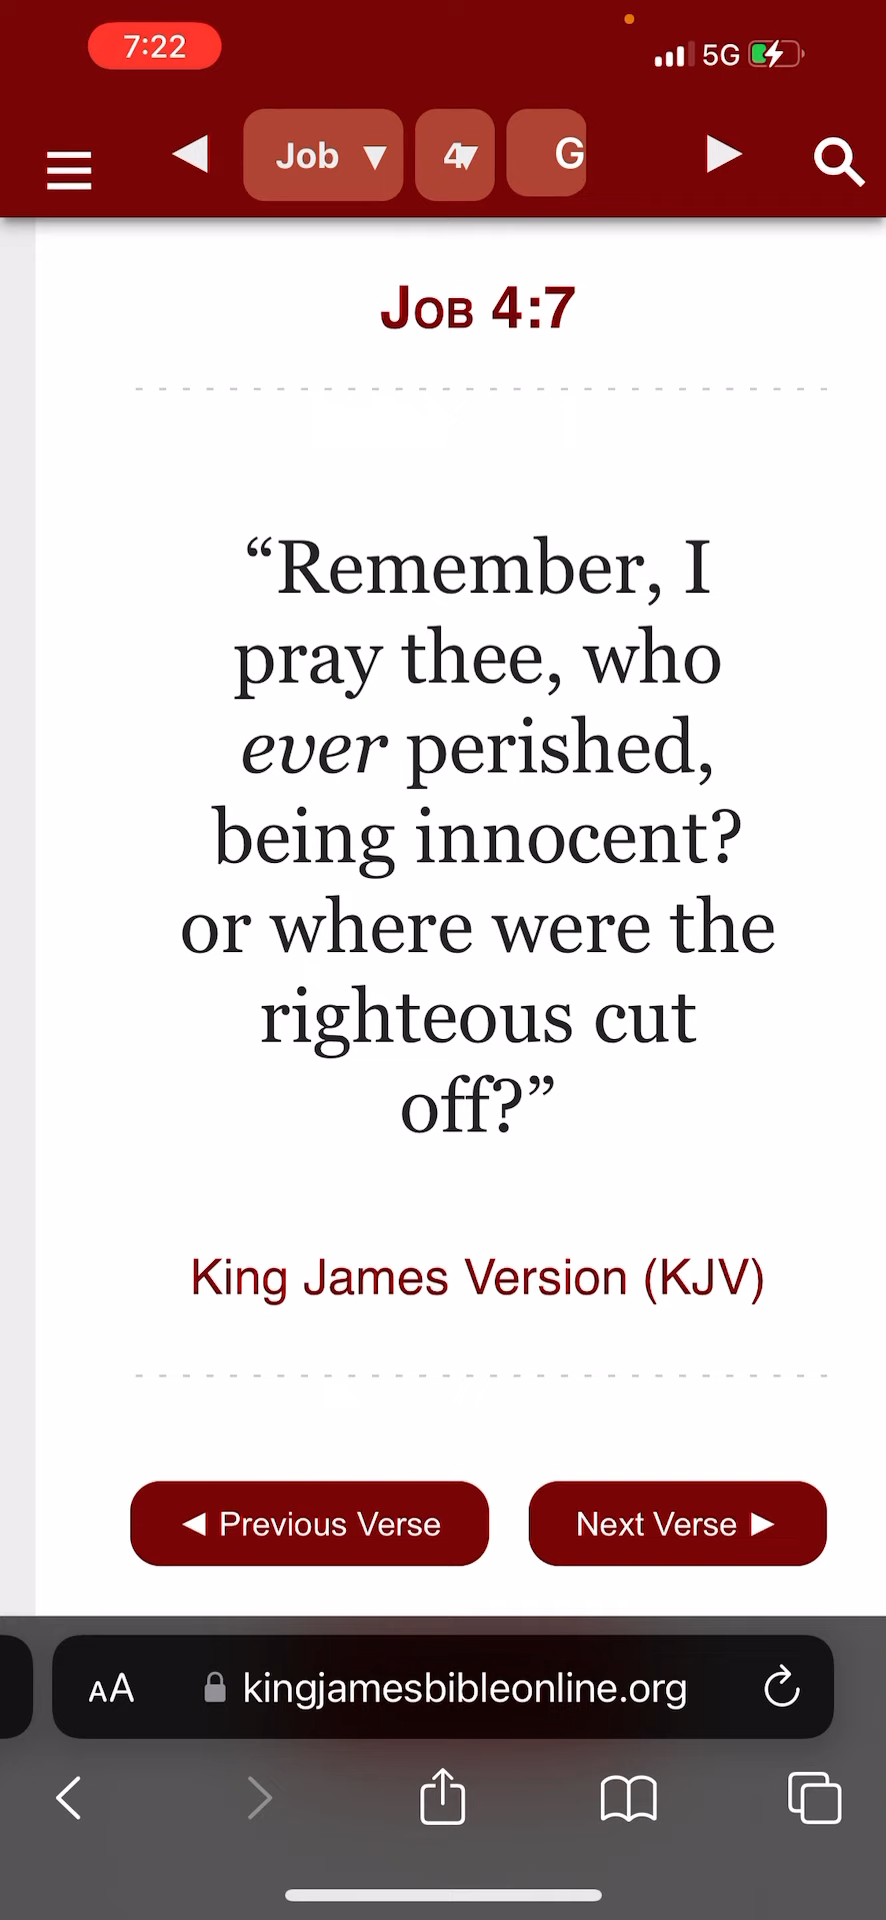 7:22
5G
Job ▼ 4▼ G
JOB 4:7
“Remember, I
pray thee, who
ever perished,
being innocent?
or where were the
righteous cut
off?”
King James Version (KJV)
◀ Previous Verse Next Verse ▶
AA kingjamesbibleonline.org